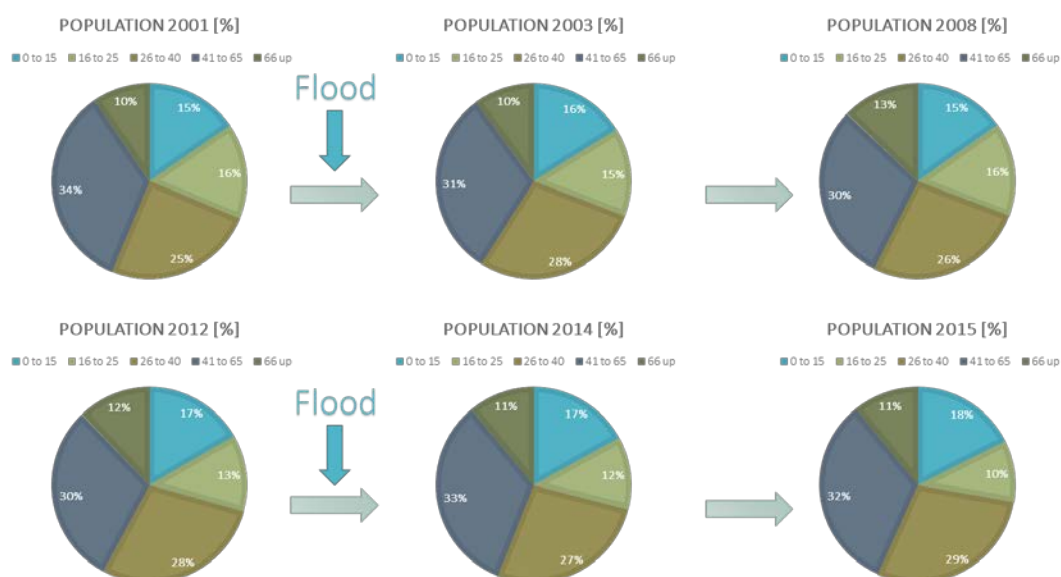 POPULATION 2001 [%]
0 to 15 16 to 25 26 to 40 41 to 65 66 up
10%
15%
34%
16%
25%
Flood
POPULATION 2003 [%]
0 to 15 16 to 25 26 to 40 41 to 65 66 up
10%
16%
31%
15%
28%
POPULATION 2008 [%]
0 to 15 16 to 25 26 to 40 41 to 65 66 up
13%
15%
30%
16%
26%
POPULATION 2012 [%]
0 to 15 16 to 25 26 to 40 41 to 65 66 up
12%
17%
30%
13%
28%
Flood
POPULATION 2014 [%]
0 to 15 16 to 25 26 to 40 41 to 65 66 up
11%
17%
33%
12%
27%
POPULATION 2015 [%]
0 to 15 16 to 25 26 to 40 41 to 65 66 up
11%
18%
32%
10%
29%